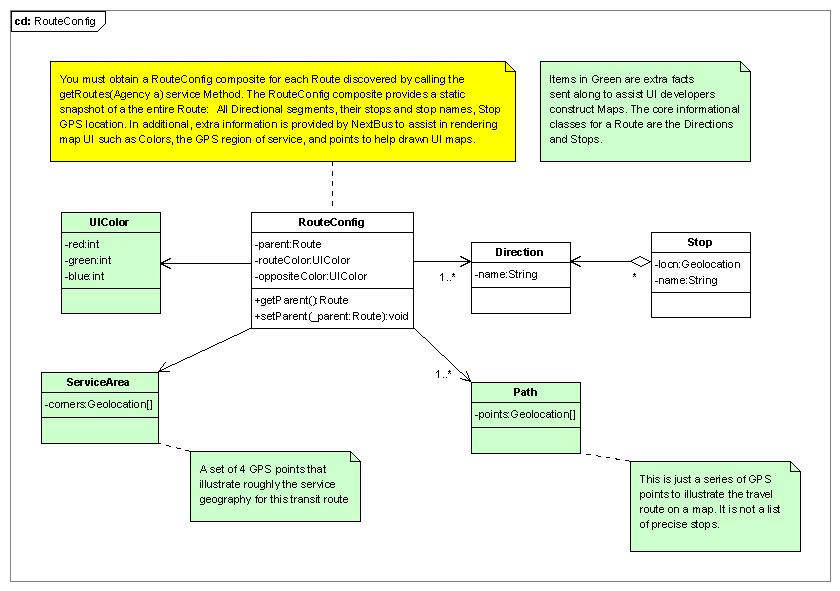 cd: RouteConfig
You must obtain a RouteConfig composite for each Route discovered by calling the
getRoutes(Agency a) service Method. The RouteConfig composite provides a static
snapshot of a the entire Route:   All Directional segments, their stops and stop names, Stop
GPS location. In additional, extra information is provided by NextBus to assist in rendering
map UI such as Colors, the GPS region of service, and points to help drawn UI maps.
Items in Green are extra facts
sent along to assist UI developers
construct Maps. The core informational
classes for a Route are the Directions
and Stops.
UIColor
-red:int
-green:int
-blue:int
RouteConfig
-parent:Route
-routeColor:UIColor
-oppositeColor:UIColor
+getParent():Route
+setParent(_parent:Route):void
1..*
Direction
-name:String
*
Stop
-locn:Geolocation
-name:String
ServiceArea
-corners:Geolocation[]
1..*
Path
-points:Geolocation[]
A set of 4 GPS points that
illustrate roughly the service
geography for this transit route
This is just a series of GPS
points to illustrate the travel
route on a map. It is not a list
of precise stops.